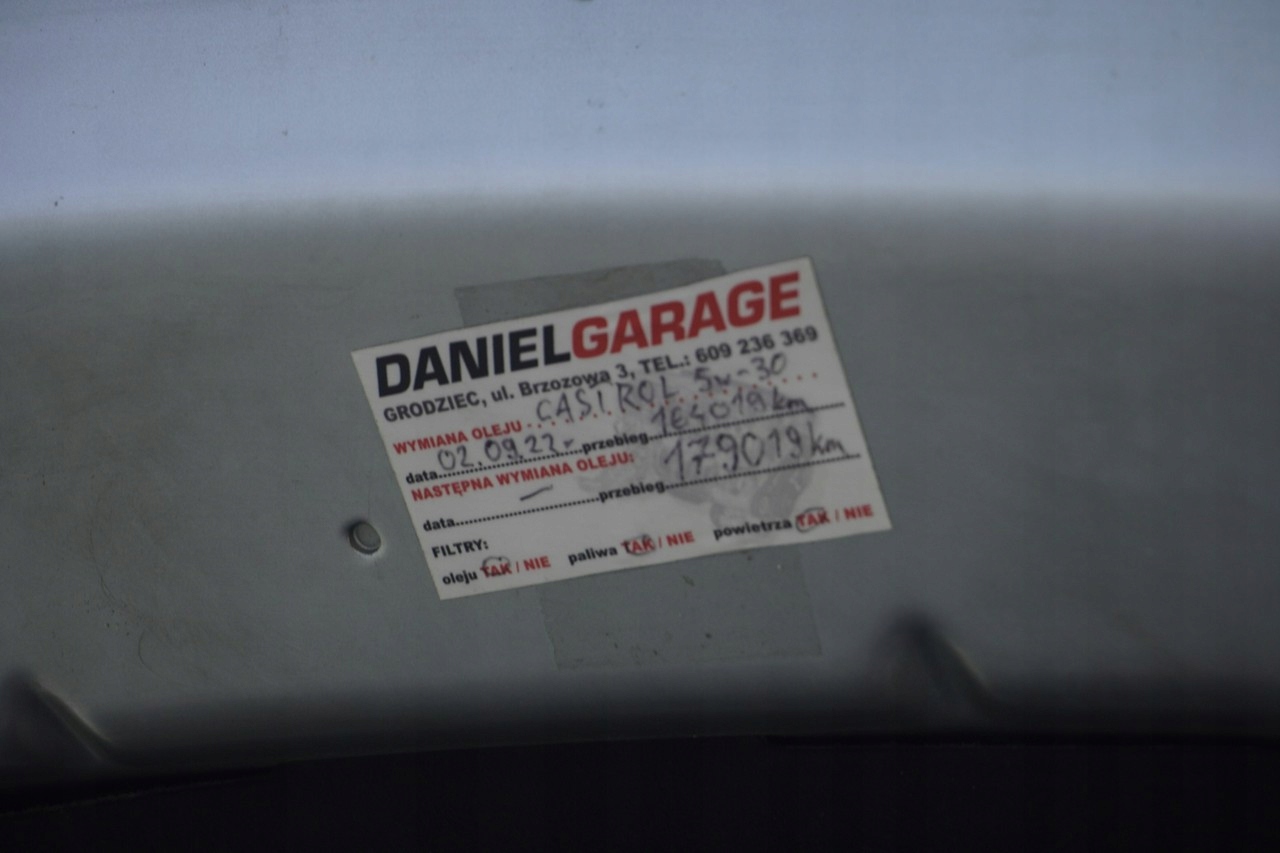 DANIELGARAGE
GRODZIEC, ul. Brzozowa 3, TEL.: 609 236 369
WYMIANA OLEJU CASTROL 5w-30
data 02.09.22r przebieg 164019 km
NASTĘPNA WYMIANA OLEJU:
data — przebieg 179019 km
FILTRY:
oleju TAK / NIE paliwa TAK / NIE powietrza TAK / NIE